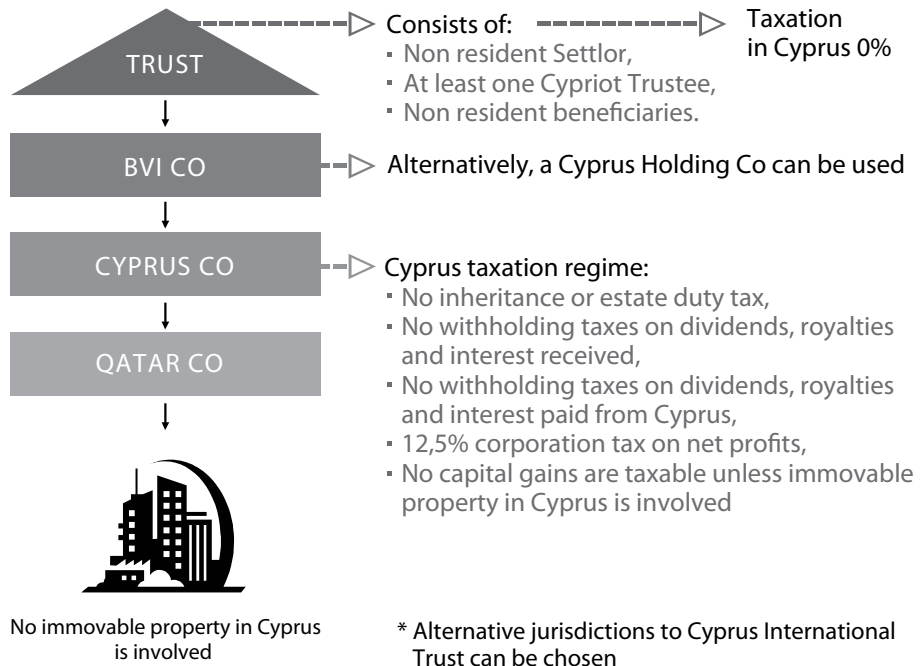 TRUST
Consists of:
Non resident Settlor,
At least one Cypriot Trustee,
Non resident beneficiaries.
Taxation
in Cyprus 0%
BVI CO
Alternatively, a Cyprus Holding Co can be used
CYPRUS CO
Cyprus taxation regime:
No inheritance or estate duty tax,
No withholding taxes on dividends, royalties
and interest received,
No withholding taxes on dividends, royalties
and interest paid from Cyprus,
12,5% corporation tax on net profits,
No capital gains are taxable unless immovable
property in Cyprus is involved
QATAR CO
No immovable property in Cyprus
is involved
* Alternative jurisdictions to Cyprus International
Trust can be chosen